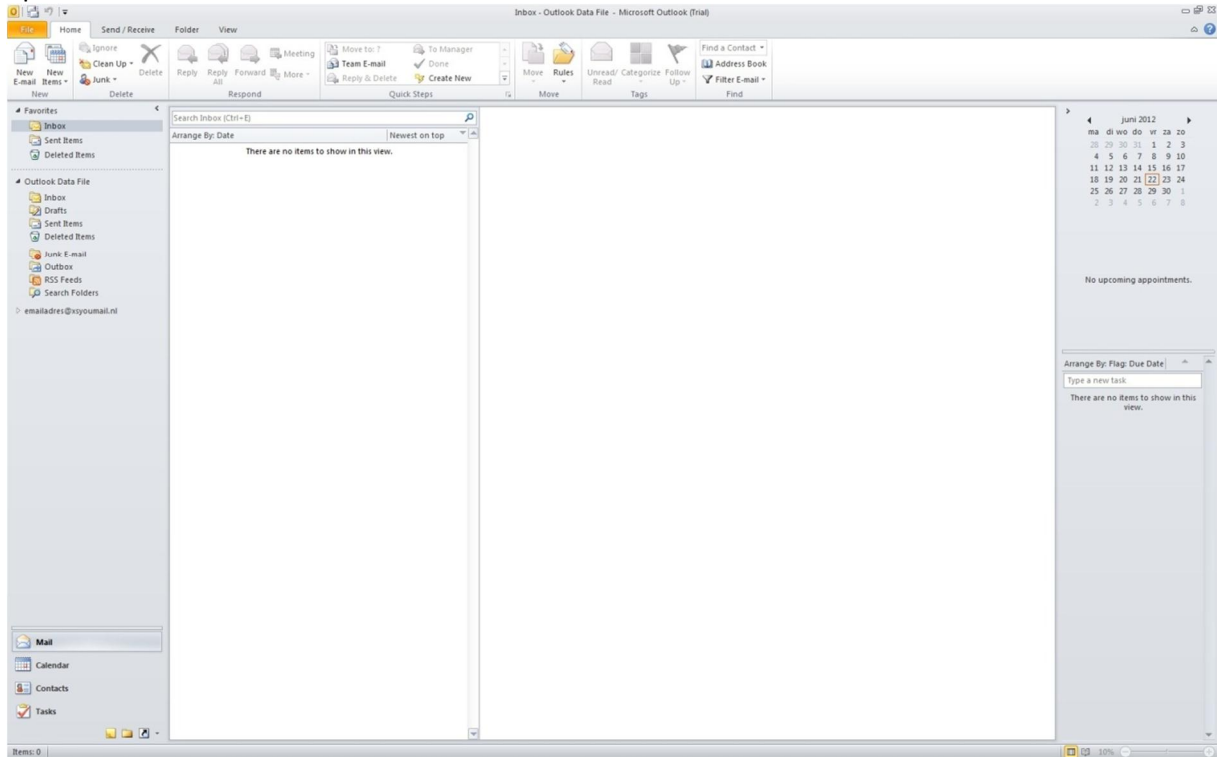 Inbox - Outlook Data File - Microsoft Outlook (Trial)
File Home Send / Receive Folder View
New E-mail
New Items
New
Ignore
Clean Up
Junk
Delete
Delete
Reply
Reply All
Forward
Meeting
More
Respond
Move to: ?
Team E-mail
Reply & Delete
To Manager
Done
Create New
Quick Steps
Move
Rules
Move
Unread/ Read
Categorize
Follow Up
Tags
Find a Contact
Address Book
Filter E-mail
Find
Favorites
Inbox
Sent Items
Deleted Items
Outlook Data File
Inbox
Drafts
Sent Items
Deleted Items
Junk E-mail
Outbox
RSS Feeds
Search Folders
emailadres@xsyoumail.nl
Mail
Calendar
Contacts
Tasks
Search Inbox (Ctrl+E)
Arrange By: Date Newest on top
There are no items to show in this view.
juni 2012
ma di wo do vr za zo
28 29 30 31 1 2 3
4 5 6 7 8 9 10
11 12 13 14 15 16 17
18 19 20 21 22 23 24
25 26 27 28 29 30 1
2 3 4 5 6 7 8
No upcoming appointments.
Arrange By: Flag: Due Date
Type a new task
There are no items to show in this
view.
Items: 0
10%